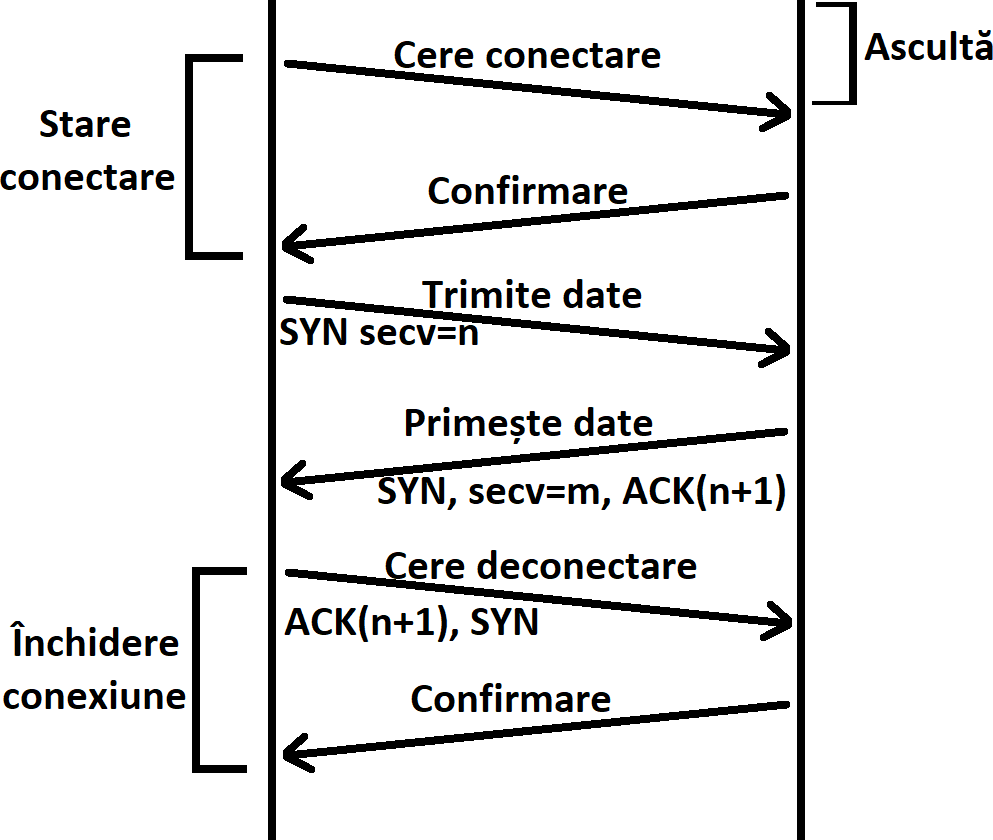 Cere conectare
Ascultă
Stare
conectare
Confirmare
Trimite date
SYN secv=n
Primește date
SYN, secv=m, ACK(n+1)
Cere deconectare
ACK(n+1), SYN
Închidere
conexiune
Confirmare